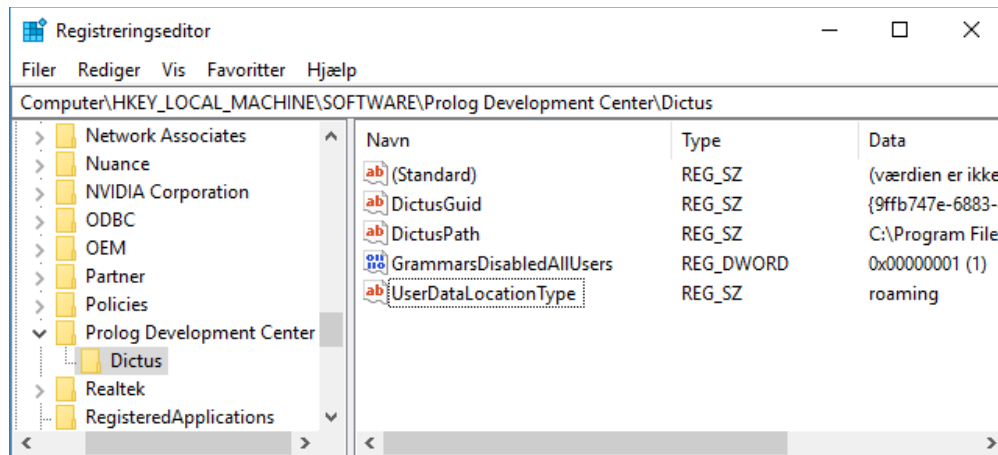 Registreringseditor
Filer Rediger Vis Favoritter Hjælp
Computer\HKEY_LOCAL_MACHINE\SOFTWARE\Prolog Development Center\Dictus
Network Associates
Nuance
NVIDIA Corporation
ODBC
OEM
Partner
Policies
Prolog Development Center
Dictus
Realtek
RegisteredApplications
Navn Type Data
(Standard) REG_SZ (værdien er ikke
DictusGuid REG_SZ {9ffb747e-6883-
DictusPath REG_SZ C:\Program File
GrammarsDisabledAllUsers REG_DWORD 0x00000001 (1)
UserDataLocationType REG_SZ roaming